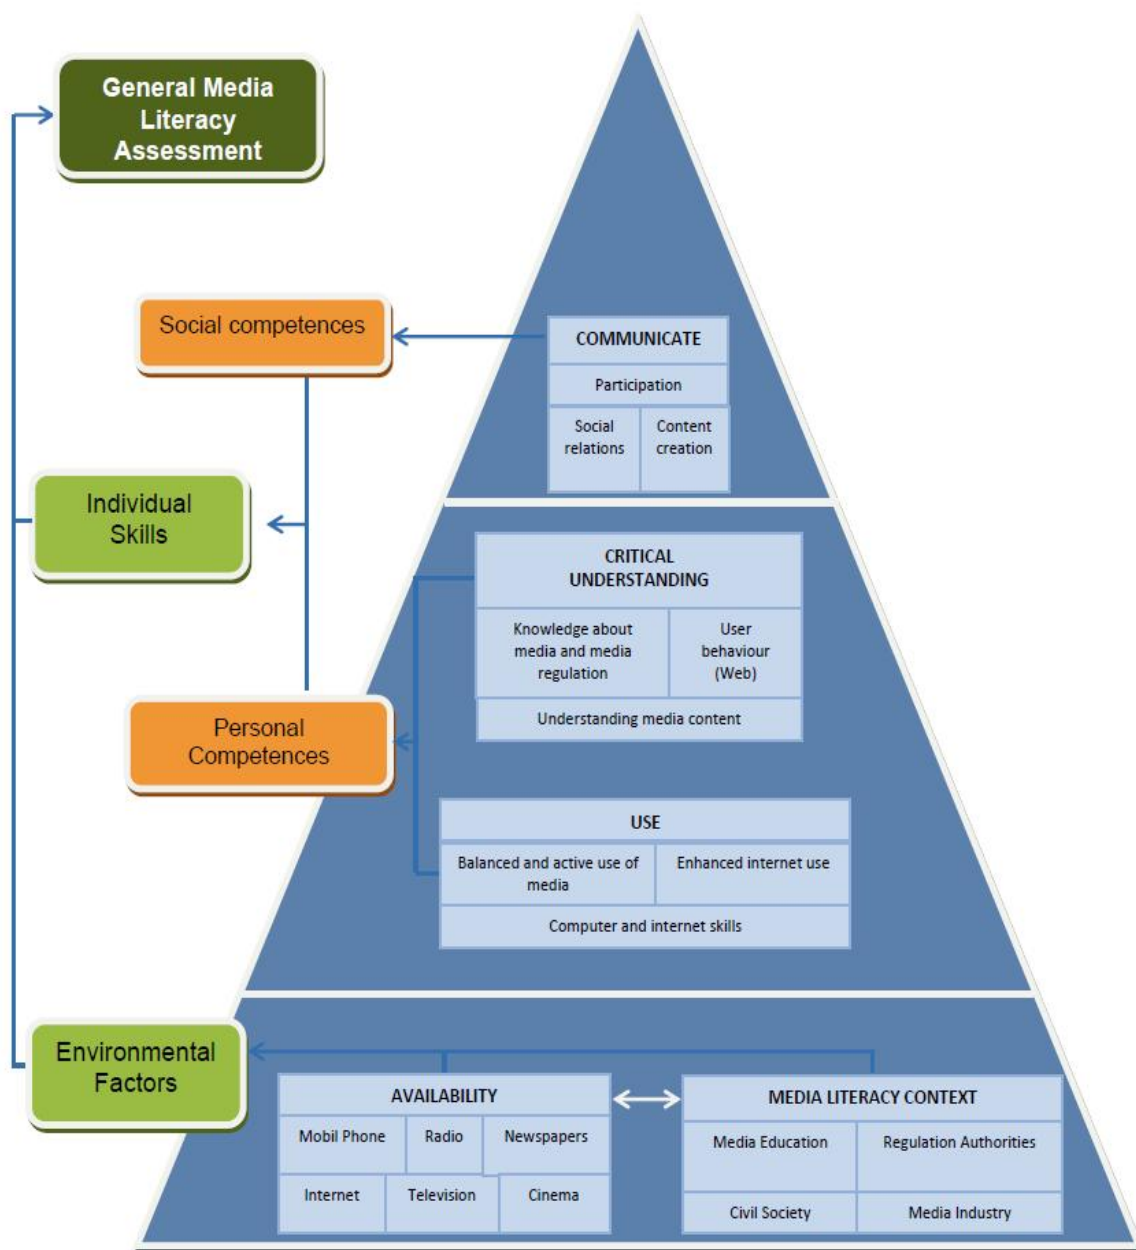 General Media
Literacy
Assessment
Social competences
COMMUNICATE
Participation
Social
relations
Content
creation
Individual
Skills
CRITICAL
UNDERSTANDING
Knowledge about
media and media
regulation
User
behaviour
(Web)
Understanding media content
Personal
Competences
USE
Balanced and active use of
media
Enhanced internet use
Computer and internet skills
Environmental
Factors
AVAILABILITY
Mobil Phone
Radio
Newspapers
Internet
Television
Cinema
MEDIA LITERACY CONTEXT
Media Education
Regulation Authorities
Civil Society
Media Industry